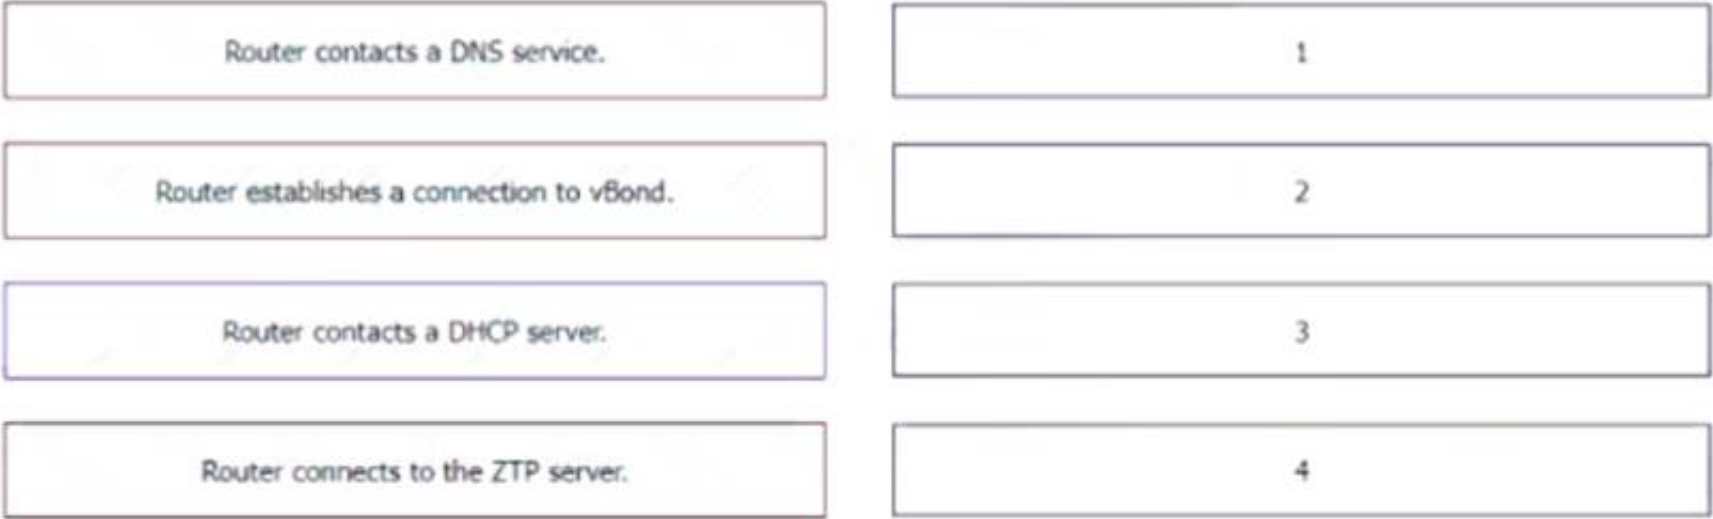 Router contacts a DNS service.
1
Router establishes a connection to vBond.
2
Router contacts a DHCP server.
3
Router connects to the ZTP server.
4